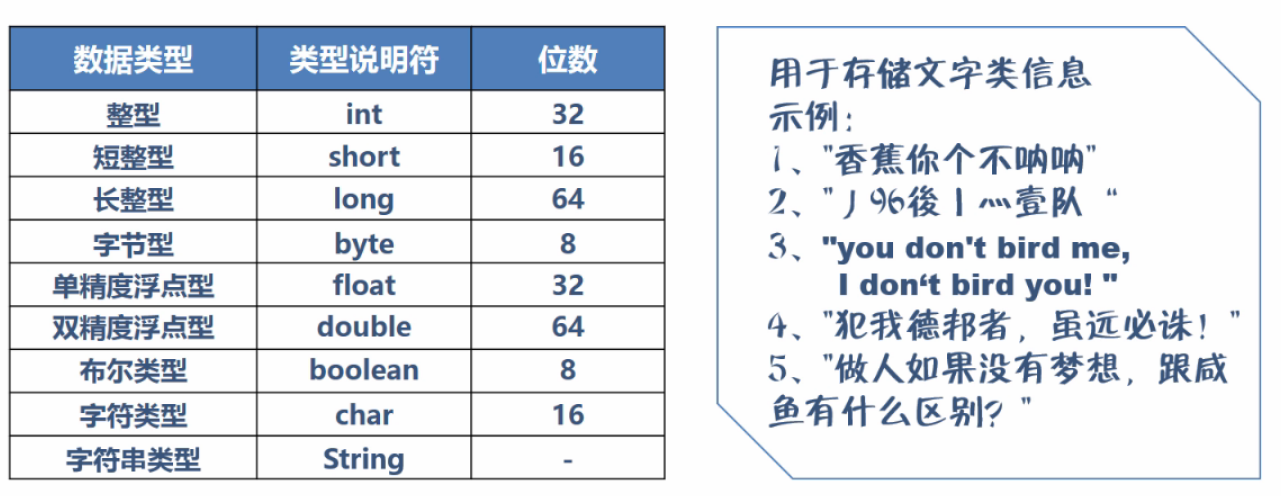 数据类型 类型说明符 位数
整型 int 32
短整型 short 16
长整型 long 64
字节型 byte 8
单精度浮点型 float 32
双精度浮点型 double 64
布尔类型 boolean 8
字符类型 char 16
字符串类型 String -
用于存储文字类信息
示例：
1、"香蕉你个不呐呐"
2、"丿96後丨灬壹队 “
3、"you don't bird me,
I don‘t bird you! "
4、"犯我德邦者，虽远必诛！"
5、"做人如果没有梦想，跟咸
鱼有什么区别？"